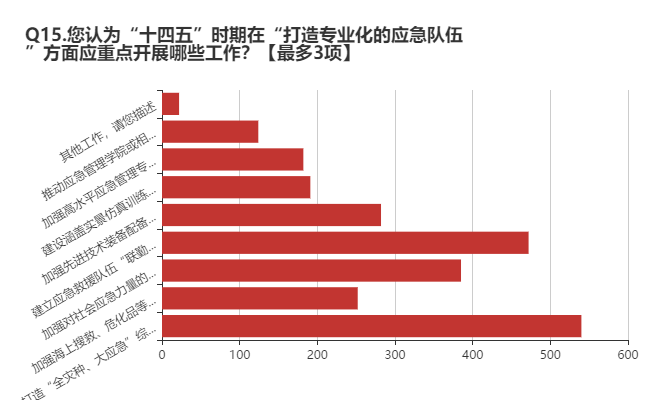 Q15.您认为“十四五”时期在“打造专业化的应急队伍
”方面应重点开展哪些工作？【最多3项】
其他工作，请您描述
推动应急管理学院或相...
加强高水平应急管理专...
建设涵盖实景仿真训练...
加强先进技术装备配备...
建立应急救援队伍“联勤...
加强对社会应急力量的...
加强海上搜救、危化品等...
打造“全灾种、大应急”综...
0 100 200 300 400 500 600